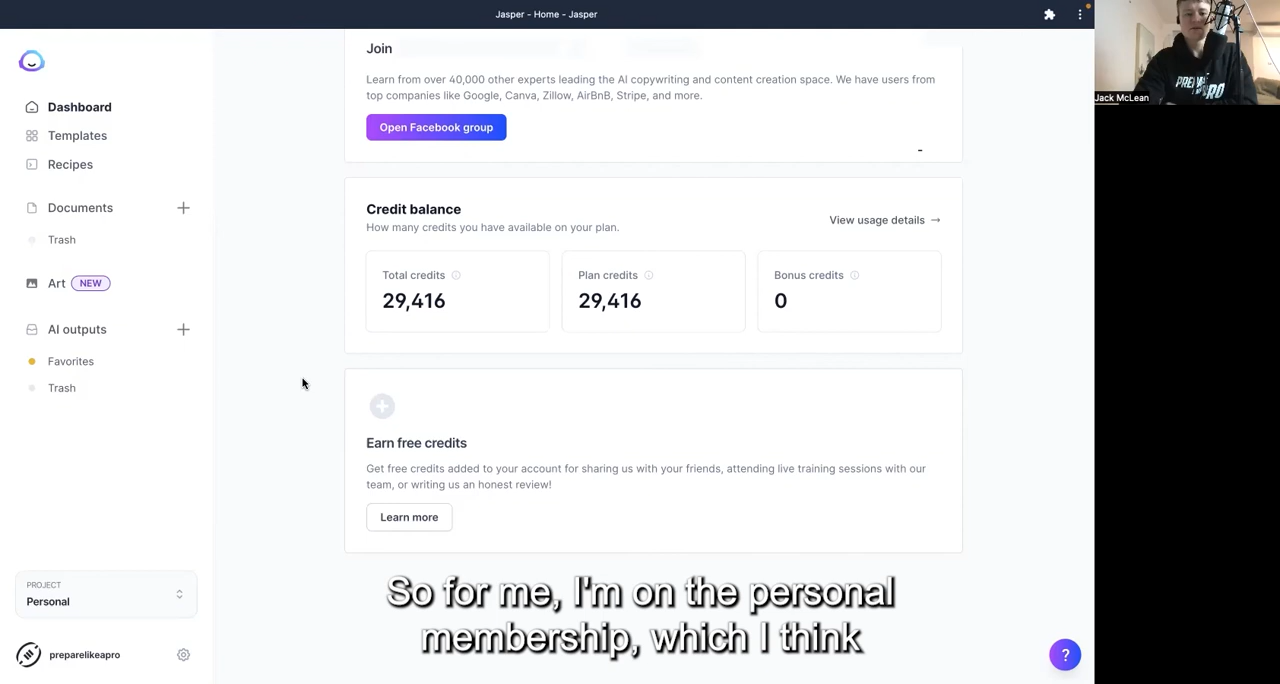 Jasper - Home - Jasper
Jack McLean
PREPARE
LIKE A PRO
Dashboard
Templates
Recipes
Documents
Trash
Art NEW
AI outputs
Favorites
Trash
PROJECT
Personal
preparelikeapro
Join
Learn from over 40,000 other experts leading the AI copywriting and content creation space. We have users from
top companies like Google, Canva, Zillow, AirBnB, Stripe, and more.
Open Facebook group
Credit balance
How many credits you have available on your plan.
View usage details →
Total credits
29,416
Plan credits
29,416
Bonus credits
0
Earn free credits
Get free credits added to your account for sharing us with your friends, attending live training sessions with our
team, or writing us an honest review!
Learn more
So for me, I'm on the personal
membership, which I think
?